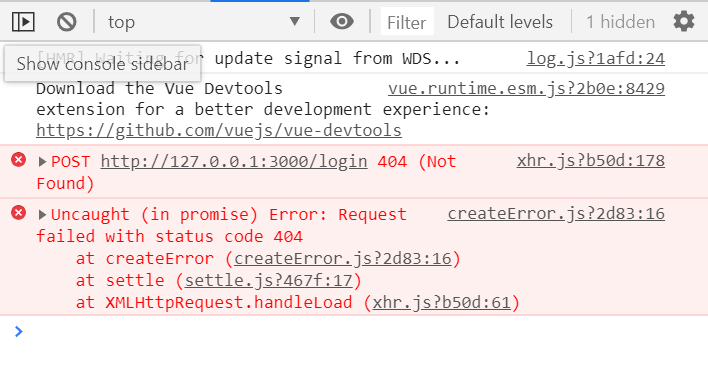 top Filter Default levels 1 hidden
[HMR] Waiting for update signal from WDS... log.js?1afd:24
Show console sidebar
Download the Vue Devtools vue.runtime.esm.js?2b0e:8429
extension for a better development experience:
https://github.com/vuejs/vue-devtools
POST http://127.0.0.1:3000/login 404 (Not xhr.js?b50d:178
Found)
Uncaught (in promise) Error: Request createError.js?2d83:16
failed with status code 404
at createError (createError.js?2d83:16)
at settle (settle.js?467f:17)
at XMLHttpRequest.handleLoad (xhr.js?b50d:61)